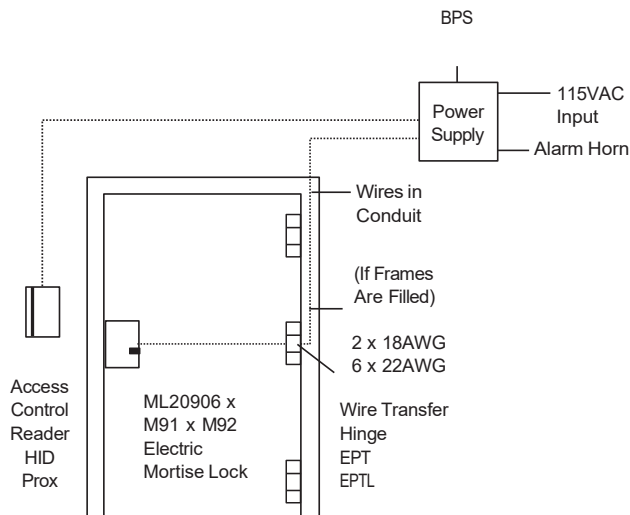 BPS
Power
Supply
115VAC
Input
Alarm Horn
Wires in
Conduit
(If Frames
Are Filled)
2 x 18AWG
6 x 22AWG
Access
Control
Reader
HID
Prox
ML20906 x
M91 x M92
Electric
Mortise Lock
Wire Transfer
Hinge
EPT
EPTL